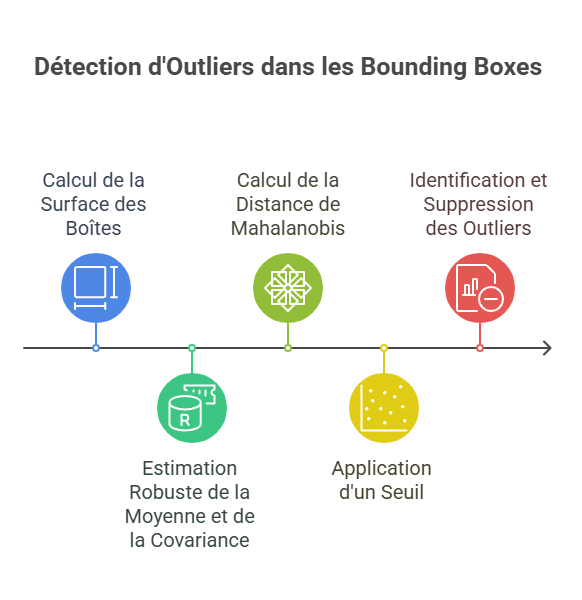 Détection d'Outliers dans les Bounding Boxes
Calcul de la
Surface des
Boîtes
Calcul de la
Distance de
Mahalanobis
Identification et
Suppression
des Outliers
R
Estimation
Robuste de la
Moyenne et de
la Covariance
Application
d'un Seuil